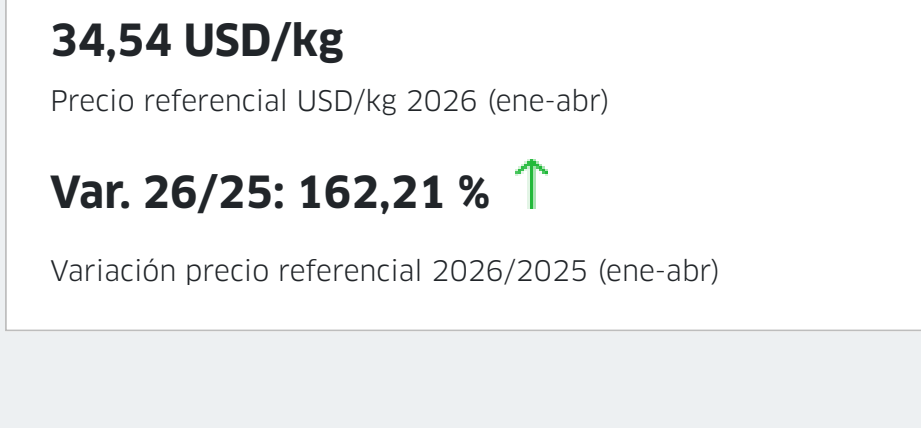 34,54 USD/kg
Precio referencial USD/kg 2026 (ene-abr)
Var. 26/25: 162,21 %
Variación precio referencial 2026/2025 (ene-abr)